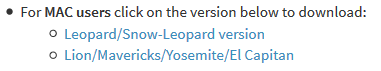 • For MAC users click on the version below to download:
○ Leopard/Snow-Leopard version
○ Lion/Mavericks/Yosemite/El Capitan